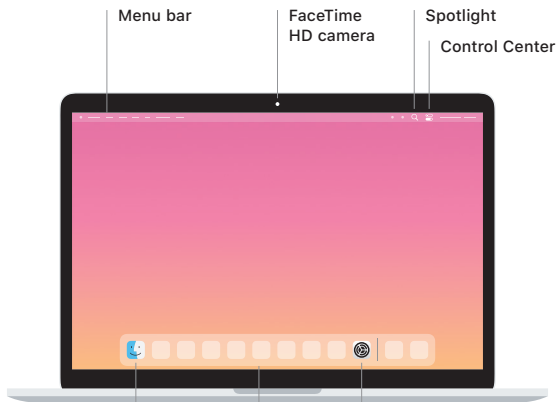 Menu bar
FaceTime
HD camera
Spotlight
Control Center